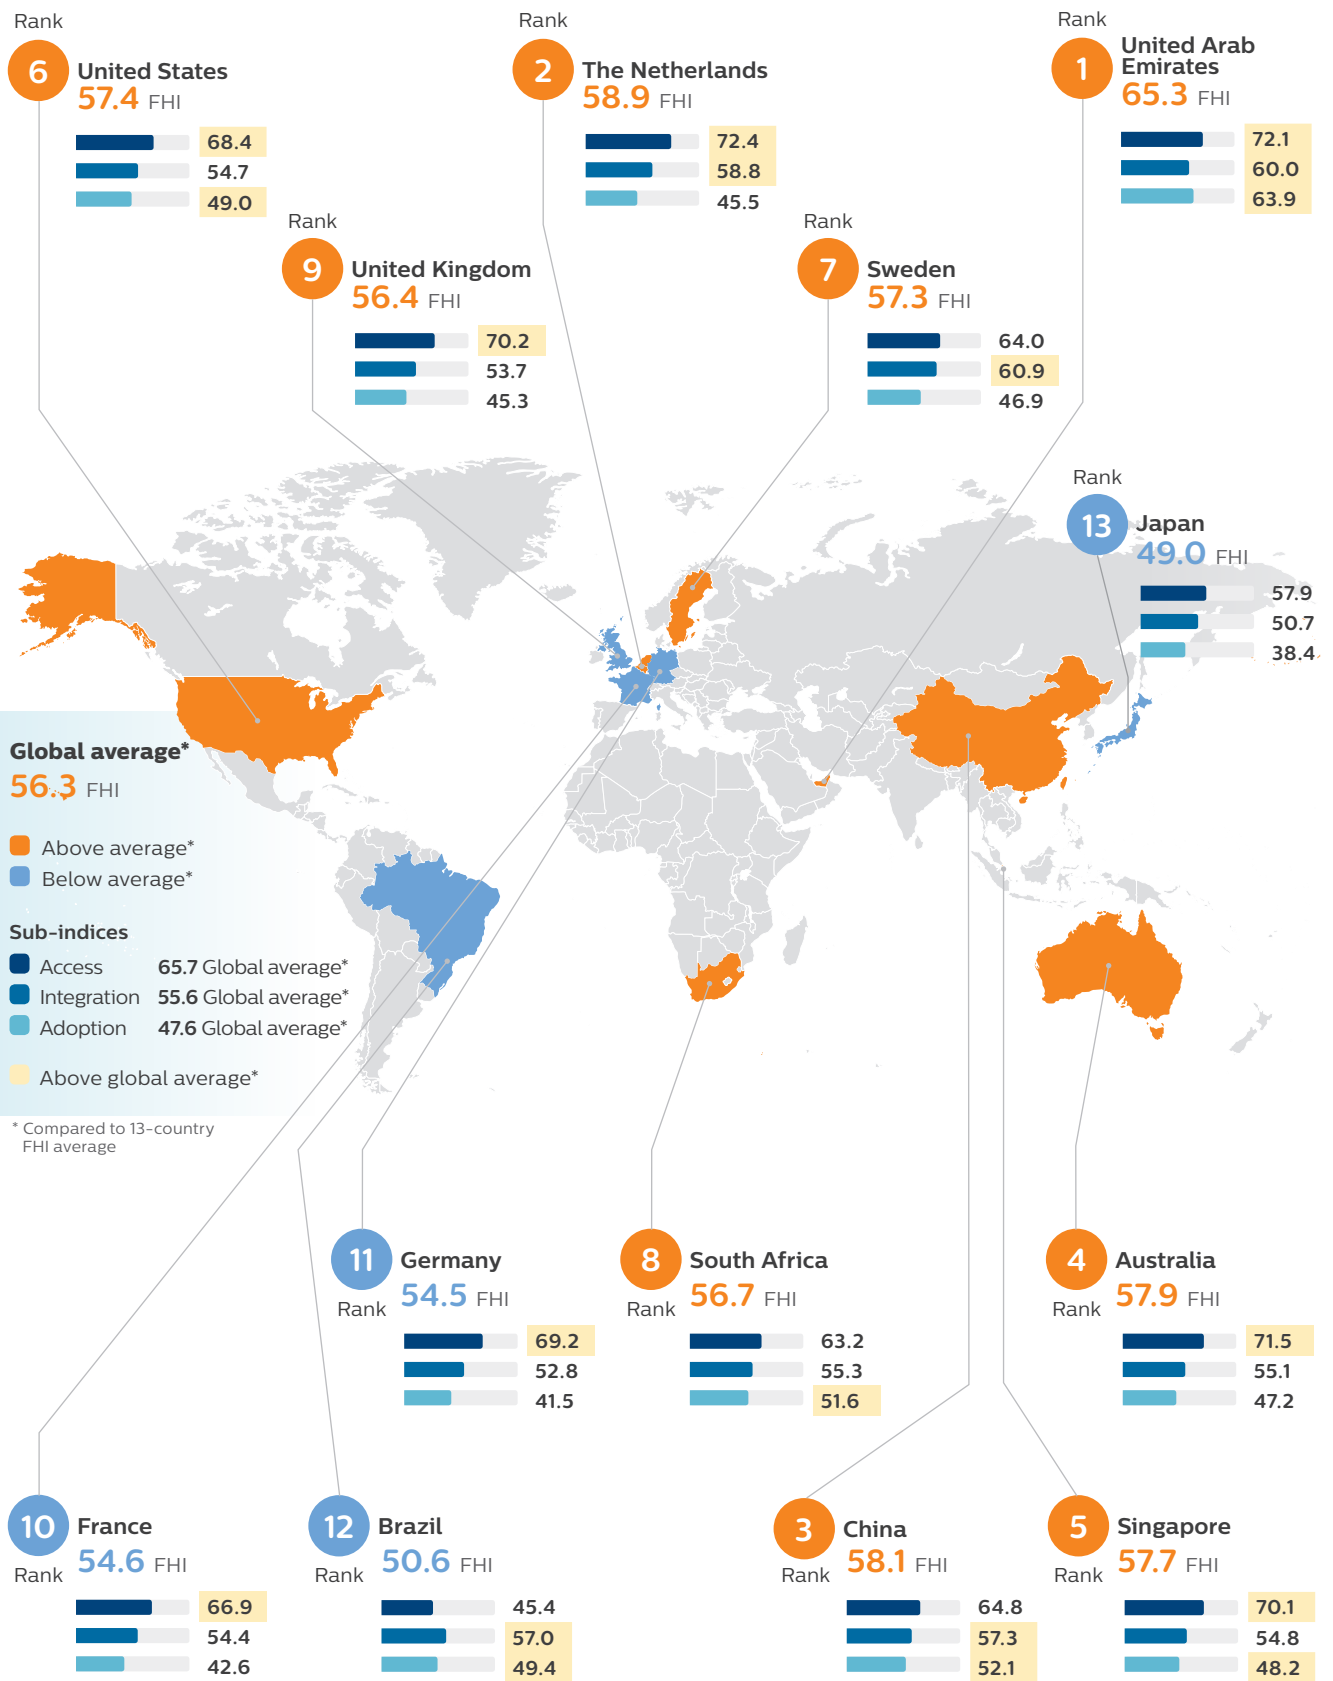 Rank
6
United States
57.4 FHI
68.4
54.7
49.0
Rank
2
The Netherlands
58.9 FHI
72.4
58.8
45.5
Rank
1
United Arab
Emirates
65.3 FHI
72.1
60.0
63.9
Rank
9
United Kingdom
56.4 FHI
70.2
53.7
45.3
Rank
7
Sweden
57.3 FHI
64.0
60.9
46.9
Rank
13
Japan
49.0 FHI
57.9
50.7
38.4
Global average*
56.3 FHI
Above average*
Below average*
Sub-indices
Access 65.7 Global average*
Integration 55.6 Global average*
Adoption 47.6 Global average*
Above global average*
* Compared to 13-country
FHI average
11
Rank
Germany
54.5 FHI
69.2
52.8
41.5
8
Rank
South Africa
56.7 FHI
63.2
55.3
51.6
4
Rank
Australia
57.9 FHI
71.5
55.1
47.2
10
Rank
France
54.6 FHI
66.9
54.4
42.6
12
Rank
Brazil
50.6 FHI
45.4
57.0
49.4
3
Rank
China
58.1 FHI
64.8
57.3
52.1
5
Rank
Singapore
57.7 FHI
70.1
54.8
48.2